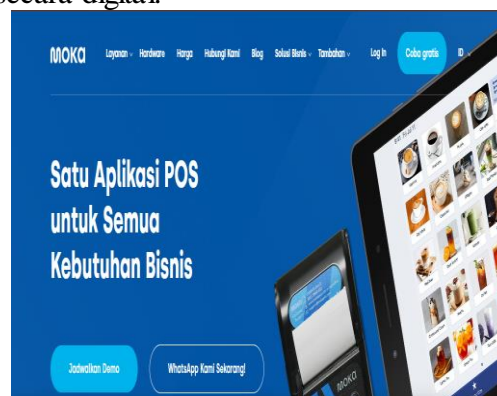 secara digital.
MOKA Layanan Hardware Harga Hubungi Kami Blog Solusi Bisnis Tambahan Log In Coba gratis ID
Satu Aplikasi POS
untuk Semua
Kebutuhan Bisnis
Jadwalkan Demo WhatsApp Kami Sekarang!
MOKA